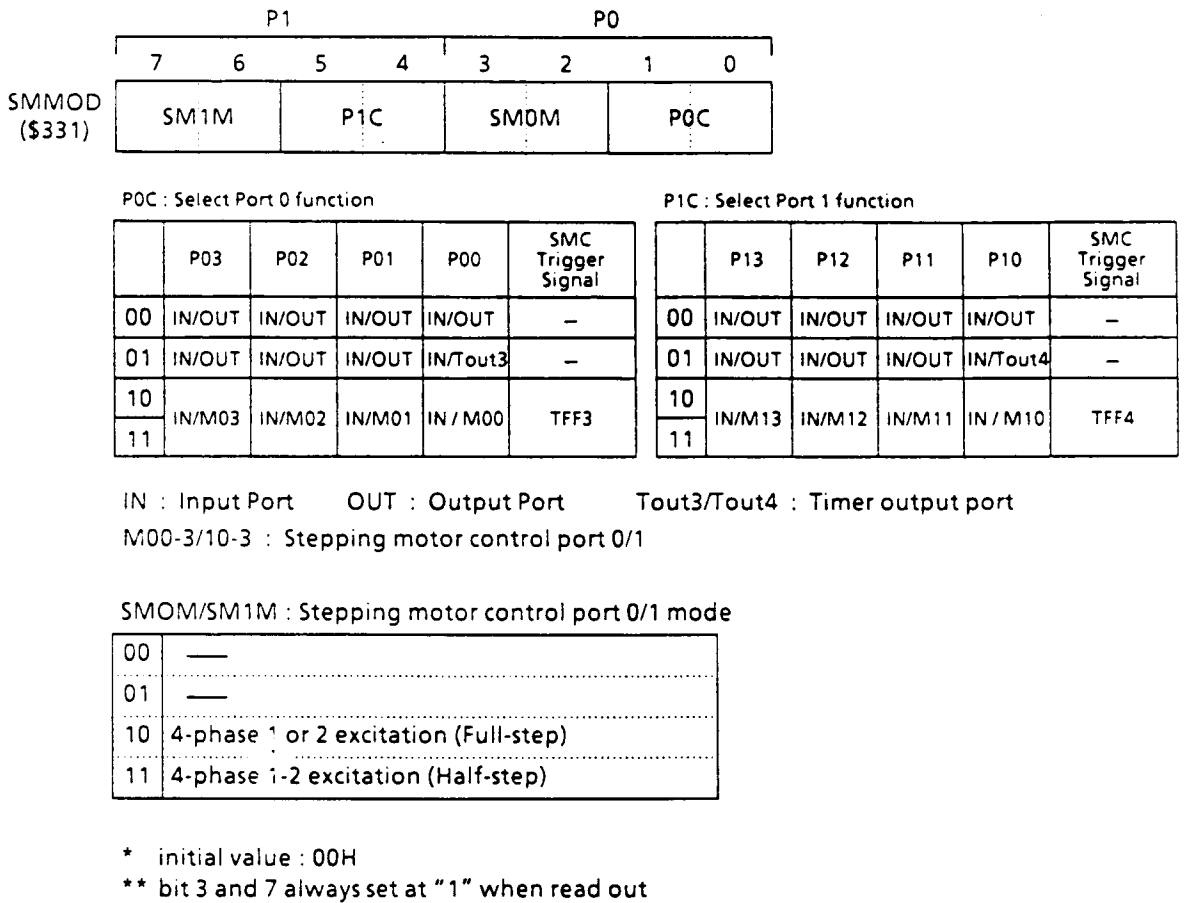 P1 P0
7 6 5 4 3 2 1 0
SMMOD
($331) SM1M P1C SM0M P0C
P0C : Select Port 0 function
P03 P02 P01 P00 SMC Trigger Signal
00 IN/OUT IN/OUT IN/OUT IN/OUT –
01 IN/OUT IN/OUT IN/OUT IN/Tout3 –
10
11 IN/M03 IN/M02 IN/M01 IN / M00 TFF3
P1C : Select Port 1 function
P13 P12 P11 P10 SMC Trigger Signal
00 IN/OUT IN/OUT IN/OUT IN/OUT –
01 IN/OUT IN/OUT IN/OUT IN/Tout4 –
10
11 IN/M13 IN/M12 IN/M11 IN / M10 TFF4
IN : Input Port OUT : Output Port Tout3/Tout4 : Timer output port
M00-3/10-3 : Stepping motor control port 0/1
SMOM/SM1M : Stepping motor control port 0/1 mode
00 —
01 —
10 4-phase 1 or 2 excitation (Full-step)
11 4-phase 1-2 excitation (Half-step)
* initial value : 00H
** bit 3 and 7 always set at "1" when read out